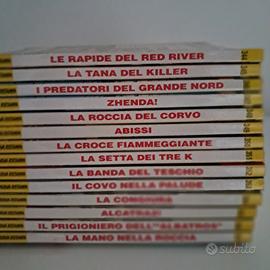 LE RAPIDE DEL RED RIVER
LA TANA DEL KILLER
I PREDATORI DEL GRANDE NORD
ZHENDA!
LA ROCCIA DEL CORVO
ABISSI
LA CROCE FIAMMEGGIANTE
LA SETTA DEI TRE K
LA BANDA DEL TESCHIO
IL COVO NELLA PALUDE
LA CONGIURA
ALCATRAZ!
IL PRIGIONIERO DELL'"ALBATROS"
LA MANO NELLA ROCCIA
subito